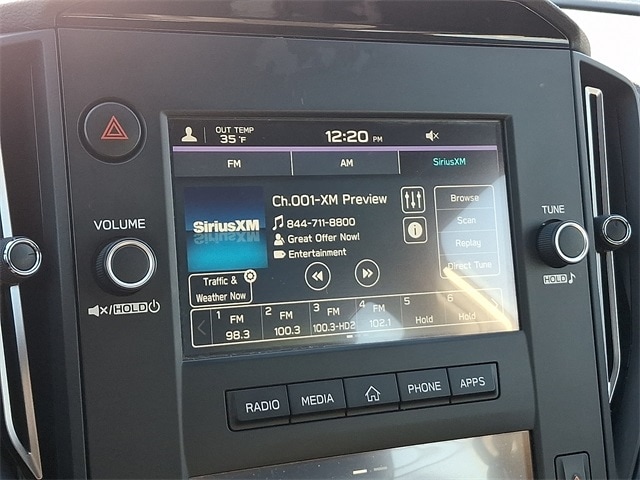 OUT TEMP
35 °F
12:20 PM
FM
AM
SiriusXM
Ch.001-XM Preview
Browse
SiriusXM
844-711-8800
Scan
Great Offer Now!
Entertainment
Replay
Direct Tune
Traffic &
Weather Now
1 FM 98.3
2 FM 100.3
3 FM 100.3-HD2
4 FM 102.1
5 Hold
6 Hold
VOLUME
HOLD
TUNE
HOLD
RADIO
MEDIA
PHONE
APPS